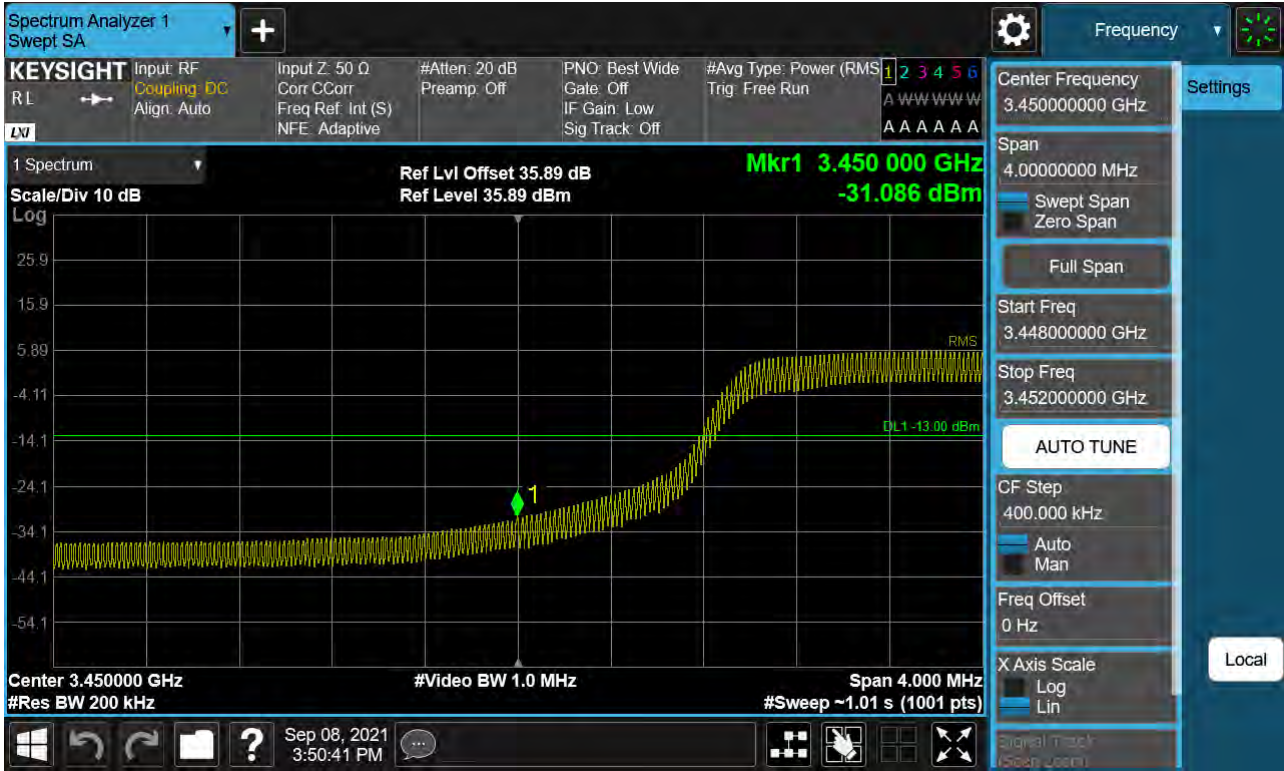 Spectrum Analyzer 1
Swept SA
Frequency
KEYSIGHT
RL
LXI
Input: RF
Coupling: DC
Align: Auto
Input Z: 50 Ω
Corr CCorr
Freq Ref: Int (S)
NFE: Adaptive
#Atten: 20 dB
Preamp: Off
PNO: Best Wide
Gate: Off
IF Gain: Low
Sig Track: Off
#Avg Type: Power (RMS
Trig: Free Run
1 2 3 4 5 6
A W W W W W
A A A A A A
Center Frequency
3.450000000 GHz
Settings
Span
4.00000000 MHz
Swept Span
Zero Span
Full Span
Start Freq
3.448000000 GHz
Stop Freq
3.452000000 GHz
AUTO TUNE
CF Step
400.000 kHz
Auto
Man
Freq Offset
0 Hz
X Axis Scale
Log
Lin
Signal Track
(Span Zoom)
Local
1 Spectrum
Scale/Div 10 dB
Log
Ref Lvl Offset 35.89 dB
Ref Level 35.89 dBm
Mkr1 3.450 000 GHz
-31.086 dBm
25.9
15.9
5.89
RMS
-4.11
DL1 -13.00 dBm
-14.1
-24.1
1
-34.1
-44.1
-54.1
Center 3.450000 GHz
#Video BW 1.0 MHz
Span 4.000 MHz
#Res BW 200 kHz
#Sweep ~1.01 s (1001 pts)
?
Sep 08, 2021
3:50:41 PM